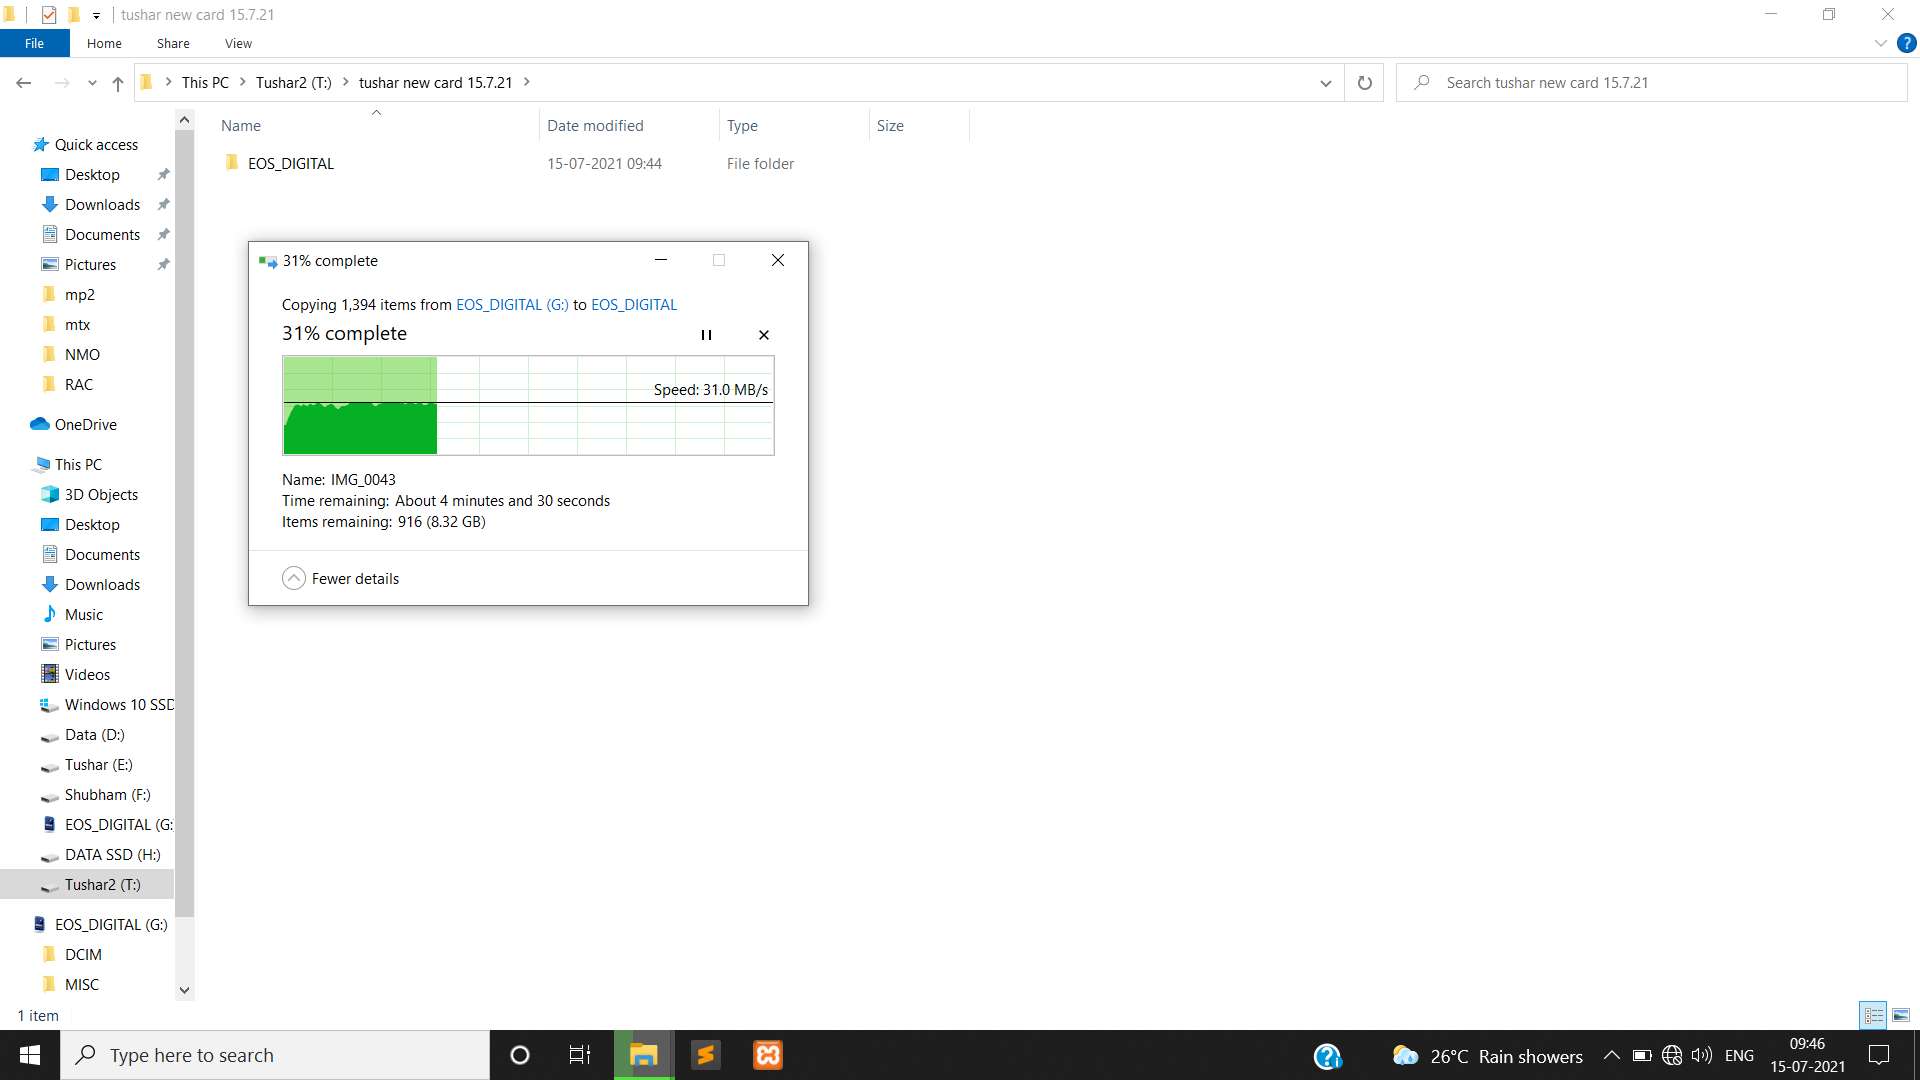 tushar new card 15.7.21
File Home Share View
This PC Tushar2 (T:) tushar new card 15.7.21
Search tushar new card 15.7.21
Name Date modified Type Size
EOS_DIGITAL 15-07-2021 09:44 File folder
Quick access
Desktop
Downloads
Documents
Pictures
mp2
mtx
NMO
RAC
OneDrive
This PC
3D Objects
Desktop
Documents
Downloads
Music
Pictures
Videos
Windows 10 SSD
Data (D:)
Tushar (E:)
Shubham (F:)
EOS_DIGITAL (G:
DATA SSD (H:)
Tushar2 (T:)
EOS_DIGITAL (G:)
DCIM
MISC
31% complete
Copying 1,394 items from EOS_DIGITAL (G:) to EOS_DIGITAL
31% complete
Speed: 31.0 MB/s
Name: IMG_0043
Time remaining: About 4 minutes and 30 seconds
Items remaining: 916 (8.32 GB)
Fewer details
1 item
Type here to search
26°C Rain showers
ENG
09:46
15-07-2021